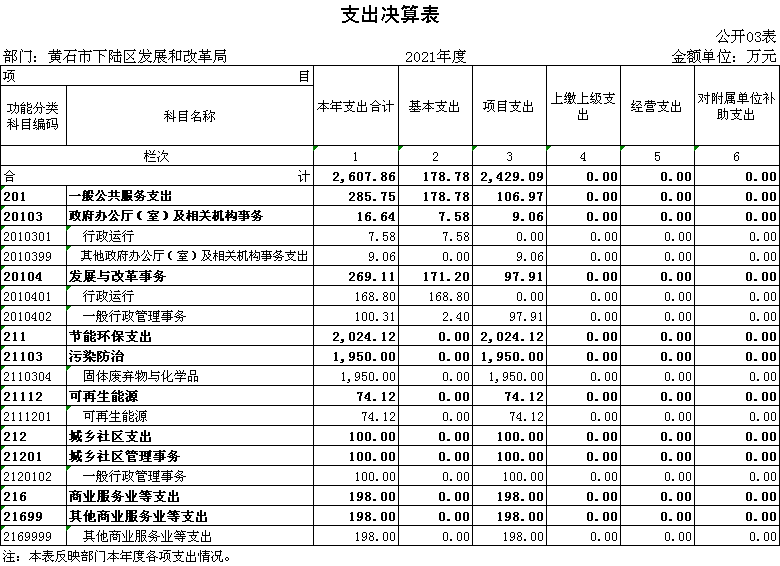 支出决算表
公开03表
部门：黄石市下陆区发展和改革局 2021年度 金额单位：万元
项 目 本年支出合计 基本支出 项目支出 上缴上级支出 经营支出 对附属单位补助支出
功能分类科目编码 科目名称
栏次 1 2 3 4 5 6
合 计 2,607.86 178.78 2,429.09 0.00 0.00 0.00
201 一般公共服务支出 285.75 178.78 106.97 0.00 0.00 0.00
20103 政府办公厅（室）及相关机构事务 16.64 7.58 9.06 0.00 0.00 0.00
2010301 行政运行 7.58 7.58 0.00 0.00 0.00 0.00
2010399 其他政府办公厅（室）及相关机构事务支出 9.06 0.00 9.06 0.00 0.00 0.00
20104 发展与改革事务 269.11 171.20 97.91 0.00 0.00 0.00
2010401 行政运行 168.80 168.80 0.00 0.00 0.00 0.00
2010402 一般行政管理事务 100.31 2.40 97.91 0.00 0.00 0.00
211 节能环保支出 2,024.12 0.00 2,024.12 0.00 0.00 0.00
21103 污染防治 1,950.00 0.00 1,950.00 0.00 0.00 0.00
2110304 固体废弃物与化学品 1,950.00 0.00 1,950.00 0.00 0.00 0.00
21112 可再生能源 74.12 0.00 74.12 0.00 0.00 0.00
2111201 可再生能源 74.12 0.00 74.12 0.00 0.00 0.00
212 城乡社区支出 100.00 0.00 100.00 0.00 0.00 0.00
21201 城乡社区管理事务 100.00 0.00 100.00 0.00 0.00 0.00
2120102 一般行政管理事务 100.00 0.00 100.00 0.00 0.00 0.00
216 商业服务业等支出 198.00 0.00 198.00 0.00 0.00 0.00
21699 其他商业服务业等支出 198.00 0.00 198.00 0.00 0.00 0.00
2169999 其他商业服务业等支出 198.00 0.00 198.00 0.00 0.00 0.00
注：本表反映部门本年度各项支出情况。